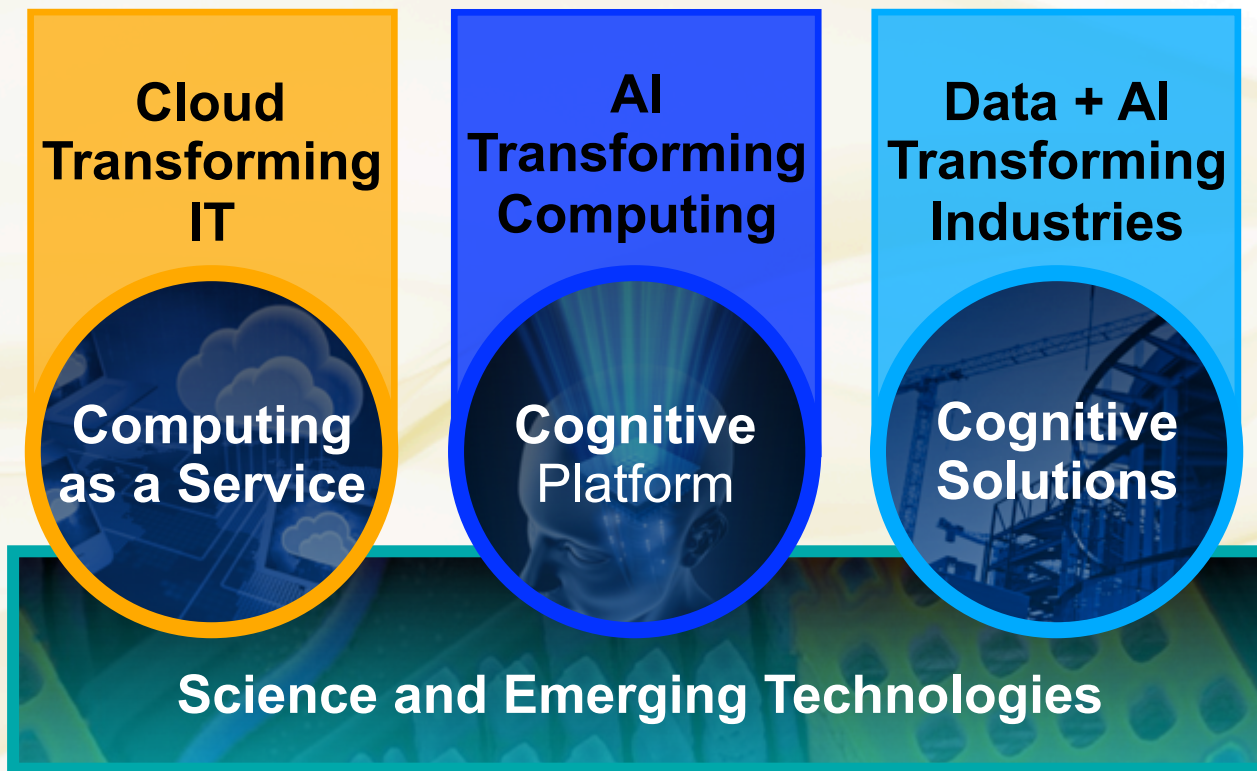 Cloud
Transforming
IT
Computing
as a Service
AI
Transforming
Computing
Cognitive
Platform
Data + AI
Transforming
Industries
Cognitive
Solutions
Science and Emerging Technologies